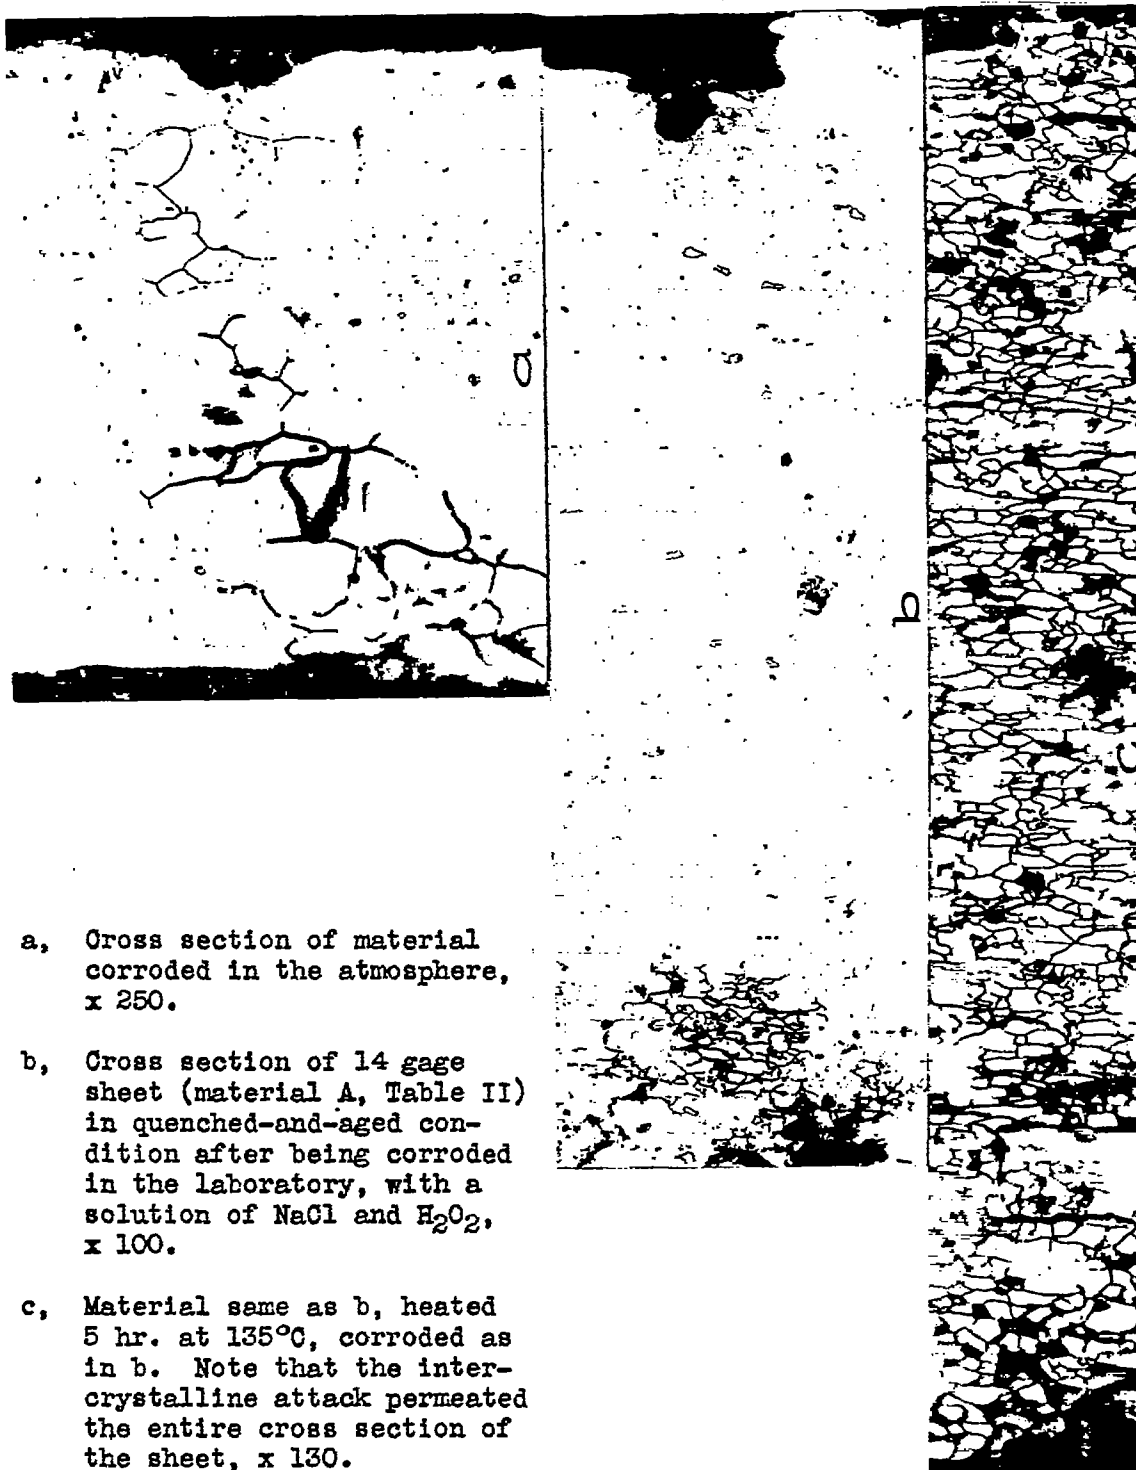 a
b
c
a, Cross section of material
corroded in the atmosphere,
x 250.
b, Cross section of 14 gage
sheet (material A, Table II)
in quenched-and-aged con-
dition after being corroded
in the laboratory, with a
solution of NaCl and H₂O₂,
x 100.
c, Material same as b, heated
5 hr. at 135°C, corroded as
in b. Note that the inter-
crystalline attack permeated
the entire cross section of
the sheet, x 130.